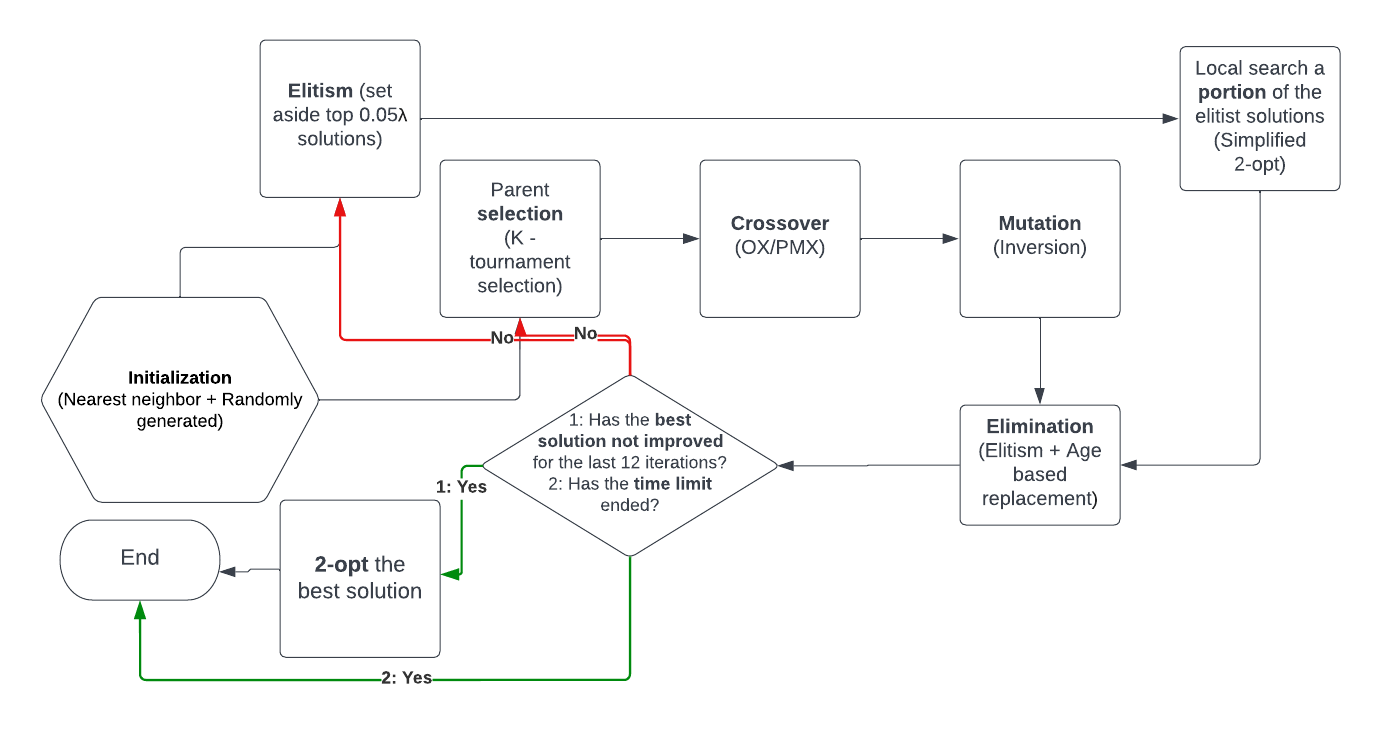 Elitism (set
aside top 0.05λ
solutions)
Local search a
portion of the
elitist solutions
(Simplified
2-opt)
Parent
selection
(K -
tournament
selection)
Crossover
(OX/PMX)
Mutation
(Inversion)
No
No
Initialization
(Nearest neighbor + Randomly
generated)
1: Has the best
solution not improved
for the last 12 iterations?
2: Has the time limit
ended?
Elimination
(Elitism + Age
based
replacement)
1: Yes
End
2-opt the
best solution
2: Yes